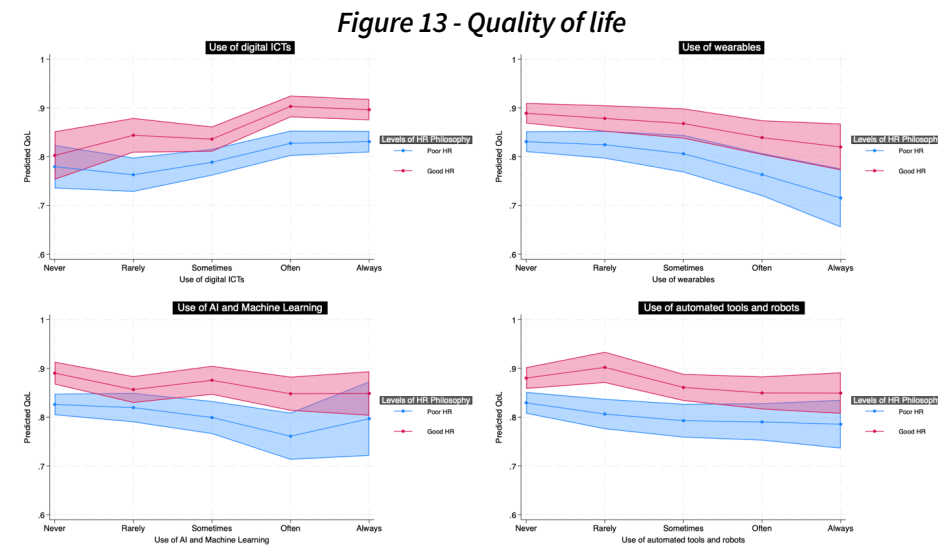 Figure 13 - Quality of life
Use of digital ICTs
1
.9
.8
.7
.6
Predicted QoL
Never Rarely Sometimes Often Always
Use of digital ICTs
Levels of HR Philosophy
Poor HR
Good HR
Use of wearables
1
.9
.8
.7
.6
Predicted QoL
Never Rarely Sometimes Often Always
Use of wearables
Levels of HR Philosophy
Poor HR
Good HR
Use of AI and Machine Learning
1
.9
.8
.7
.6
Predicted QoL
Never Rarely Sometimes Often Always
Use of AI and Machine Learning
Levels of HR Philosophy
Poor HR
Good HR
Use of automated tools and robots
1
.9
.8
.7
.6
Predicted QoL
Never Rarely Sometimes Often Always
Use of automated tools and robots
Levels of HR Philosophy
Poor HR
Good HR